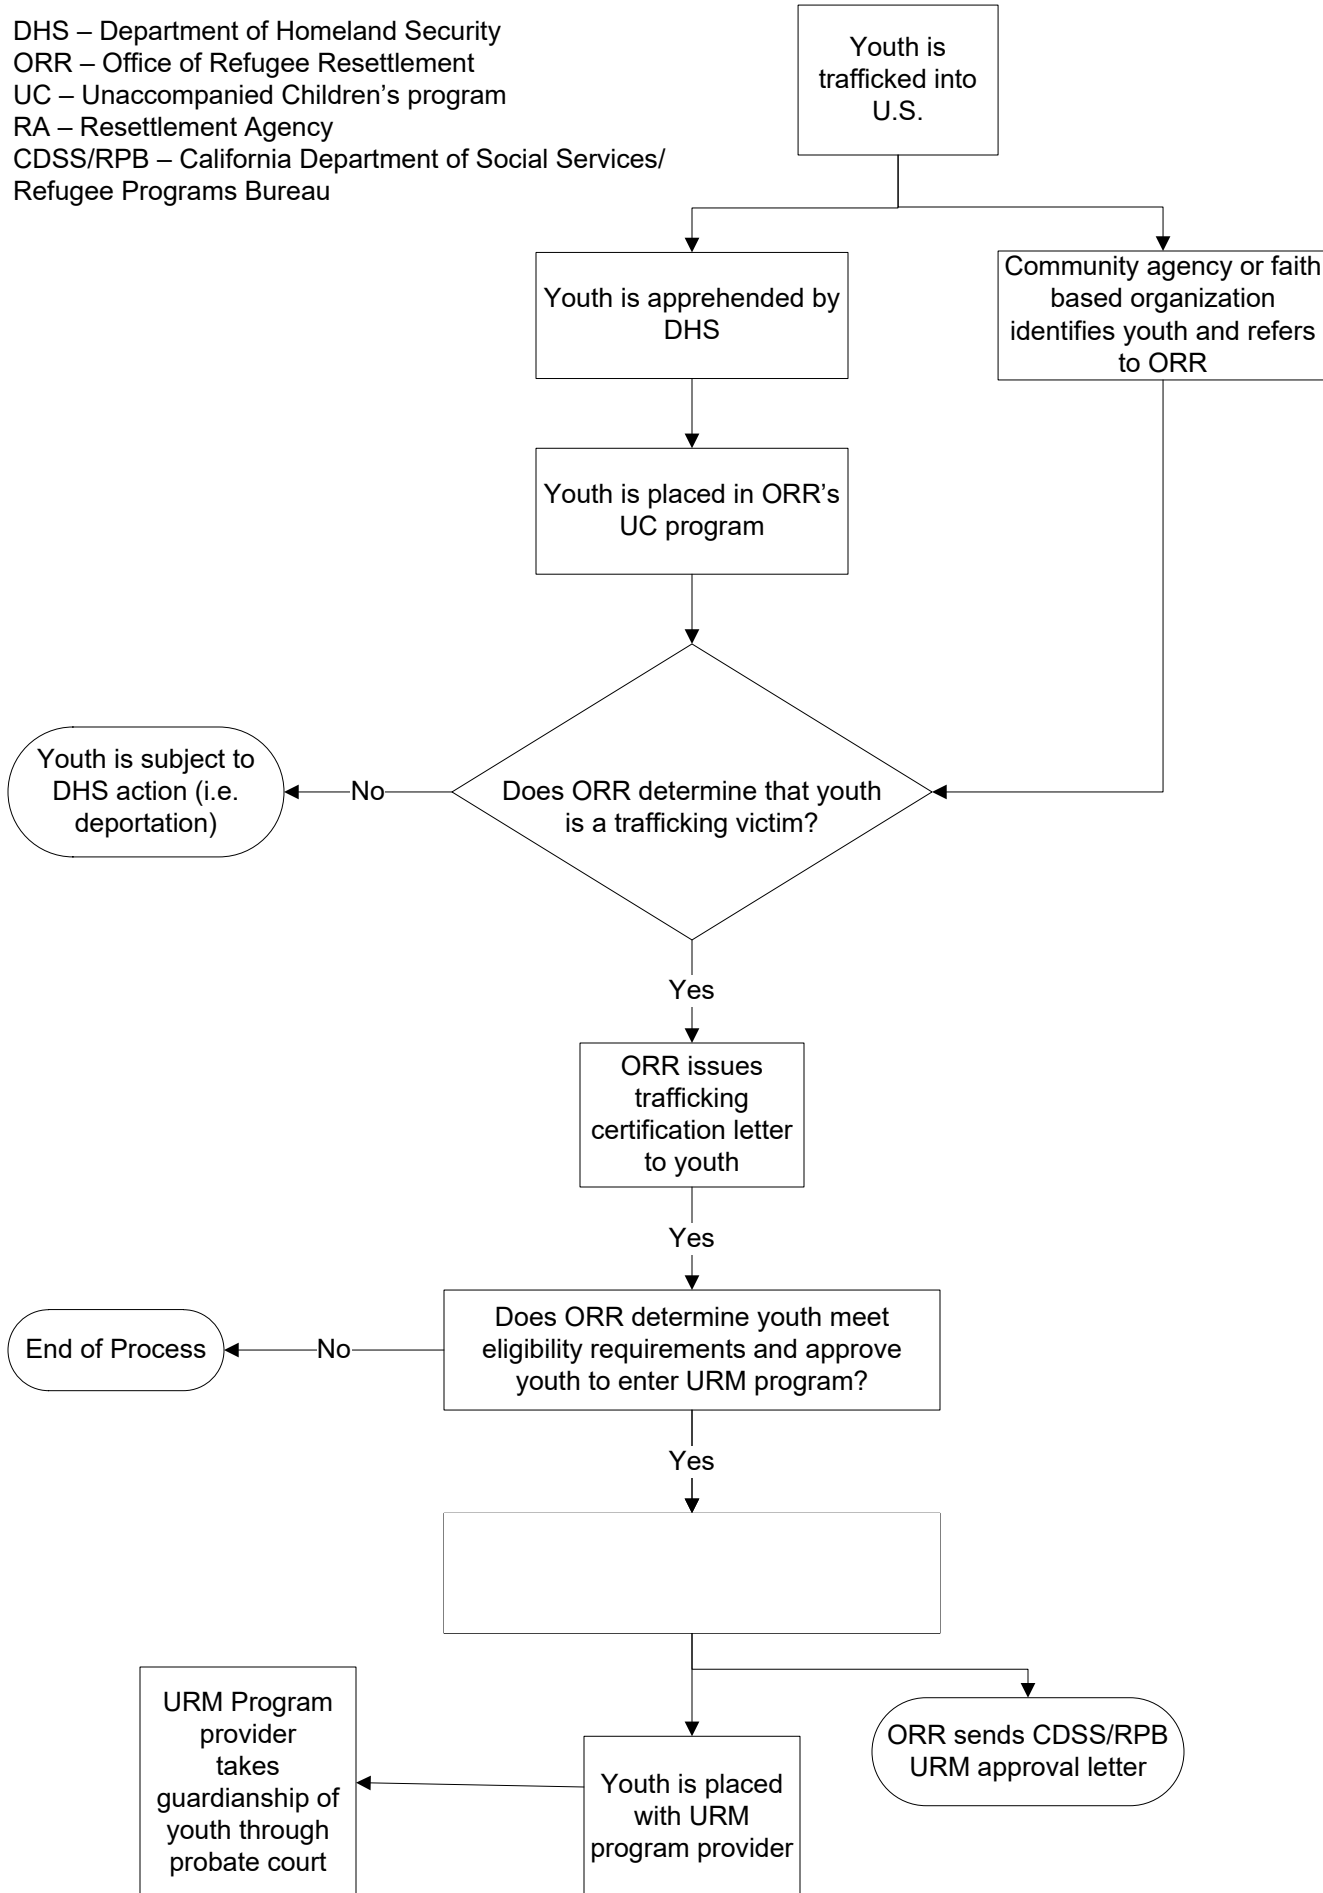 DHS – Department of Homeland Security
ORR – Office of Refugee Resettlement
UC – Unaccompanied Children’s program
RA – Resettlement Agency
CDSS/RPB – California Department of Social Services/
Refugee Programs Bureau
Youth is
trafficked into
U.S.
Youth is apprehended by
DHS
Community agency or faith
based organization
identifies youth and refers
to ORR
Youth is placed in ORR’s
UC program
Does ORR determine that youth
is a trafficking victim?
No
Youth is subject to
DHS action (i.e.
deportation)
Yes
ORR issues
trafficking
certification letter
to youth
Yes
Does ORR determine youth meet
eligibility requirements and approve
youth to enter URM program?
No
End of Process
Yes
ORR sends CDSS/RPB
URM approval letter
Youth is placed
with URM
program provider
URM Program
provider
takes
guardianship of
youth through
probate court